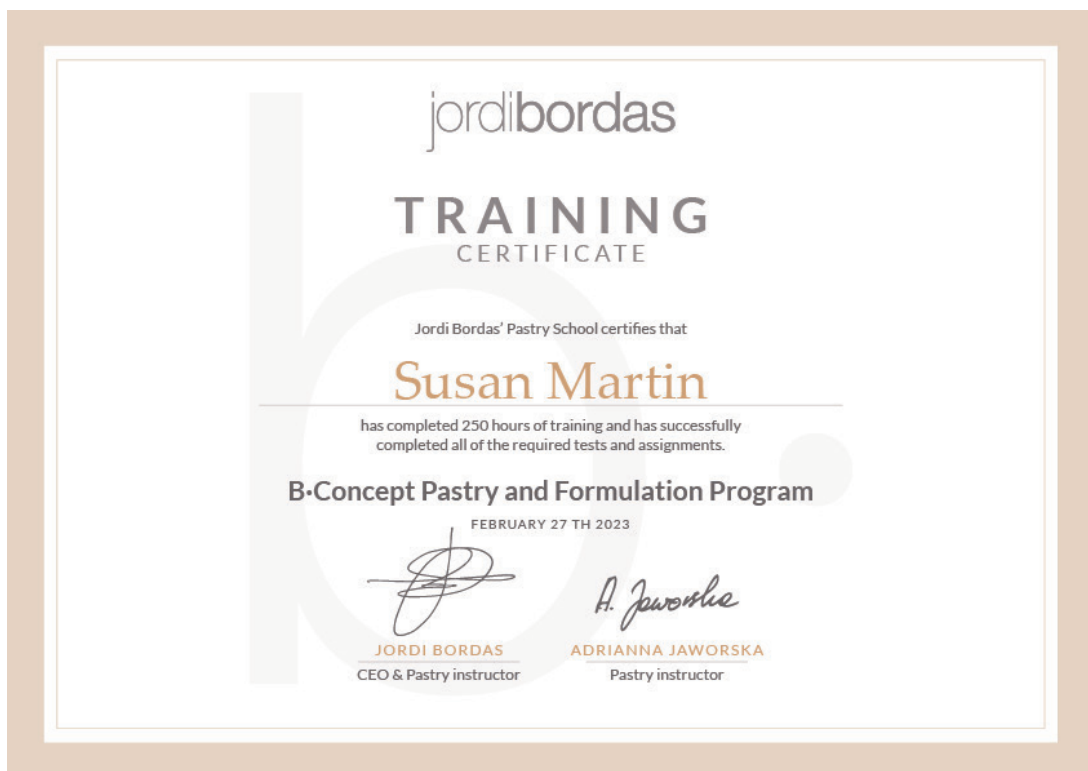 jordibordas
TRAINING
CERTIFICATE
Jordi Bordas’ Pastry School certifies that
Susan Martin
has completed 250 hours of training and has successfully
completed all of the required tests and assignments.
B·Concept Pastry and Formulation Program
FEBRUARY 27 TH 2023
A. Jaworska
JORDI BORDAS
ADRIANNA JAWORSKA
CEO & Pastry instructor
Pastry instructor